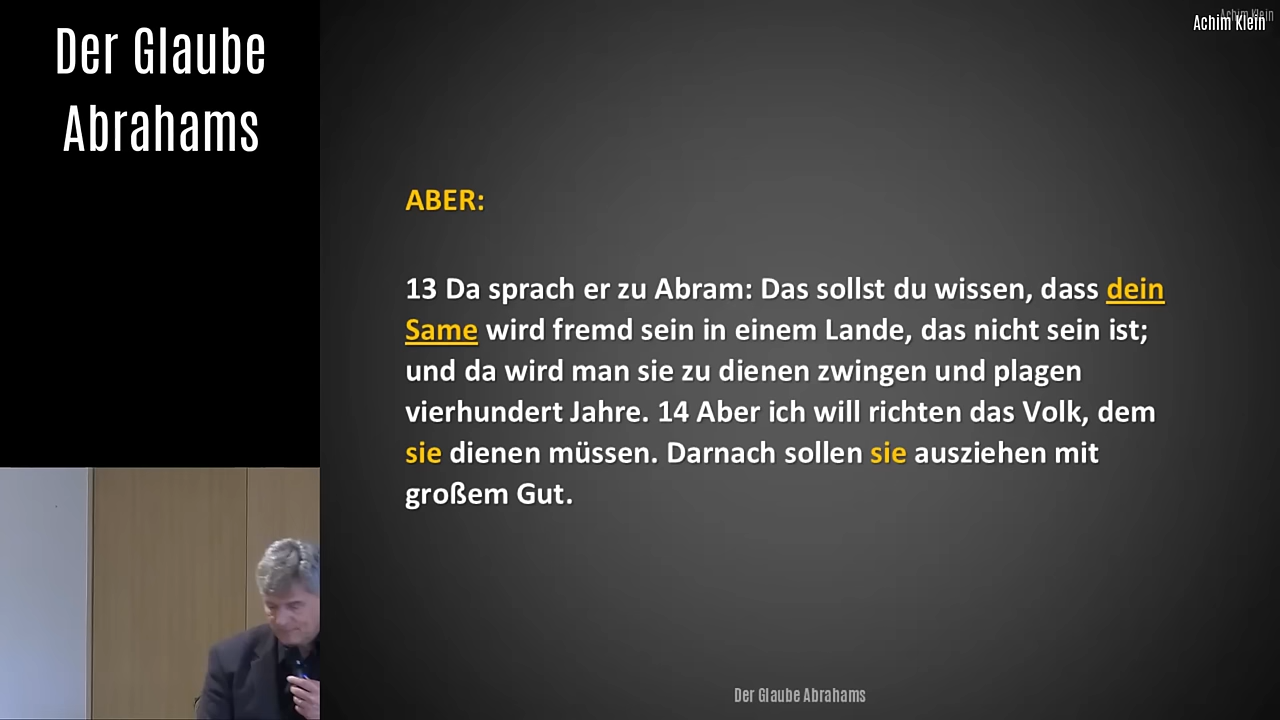 Der Glaube
Abrahams
Achim Klein
Achim Klein
ABER:
13 Da sprach er zu Abram: Das sollst du wissen, dass dein
Same wird fremd sein in einem Lande, das nicht sein ist;
und da wird man sie zu dienen zwingen und plagen
vierhundert Jahre. 14 Aber ich will richten das Volk, dem
sie dienen müssen. Darnach sollen sie ausziehen mit
großem Gut.
Der Glaube Abrahams